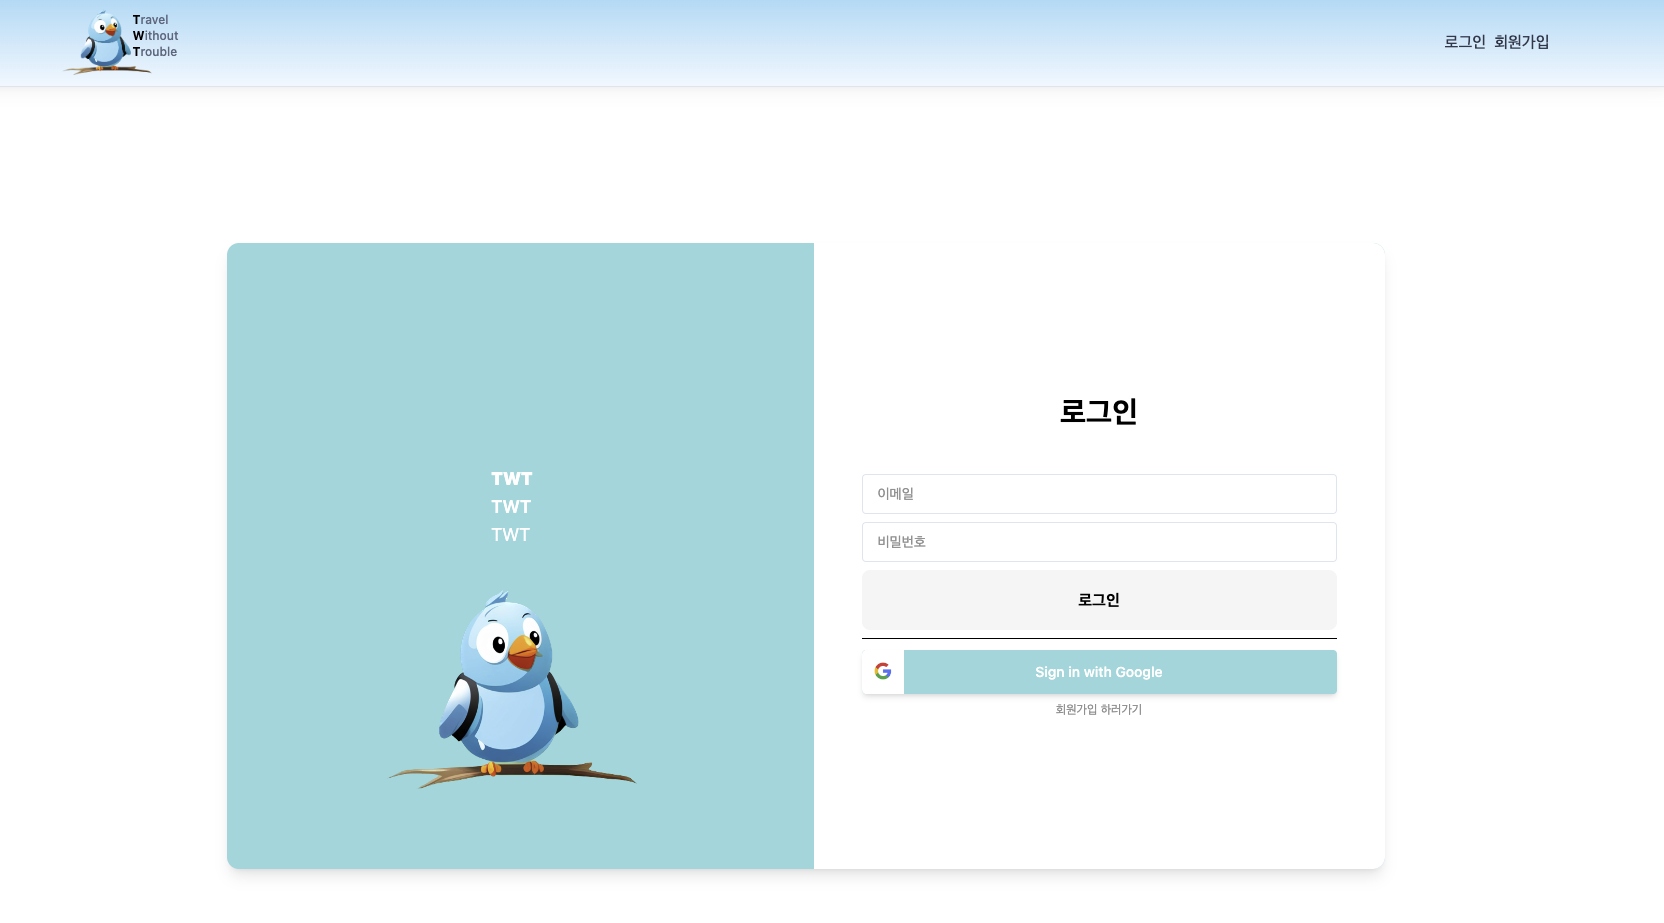 Travel
Without
Trouble
로그인 회원가입
TWT
TWT
TWT
로그인
이메일
비밀번호
로그인
Sign in with Google
회원가입 하러가기